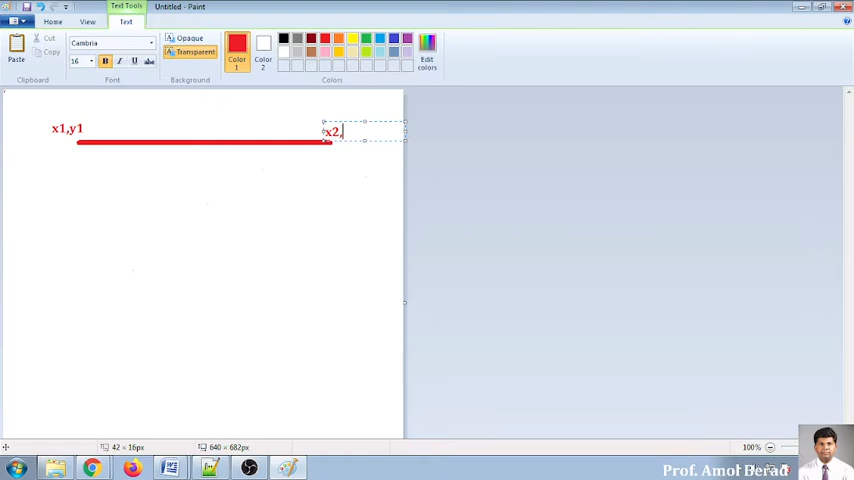 Text Tools
Untitled - Paint
Home
View
Text
Paste
Cut
Copy
Clipboard
Cambria
16
B
I
U
abc
Font
Opaque
Transparent
Background
Color
1
Color
2
Colors
Edit
colors
x1,y1
x2,
42 × 16px
640 × 682px
100%
Prof. Amol Berad